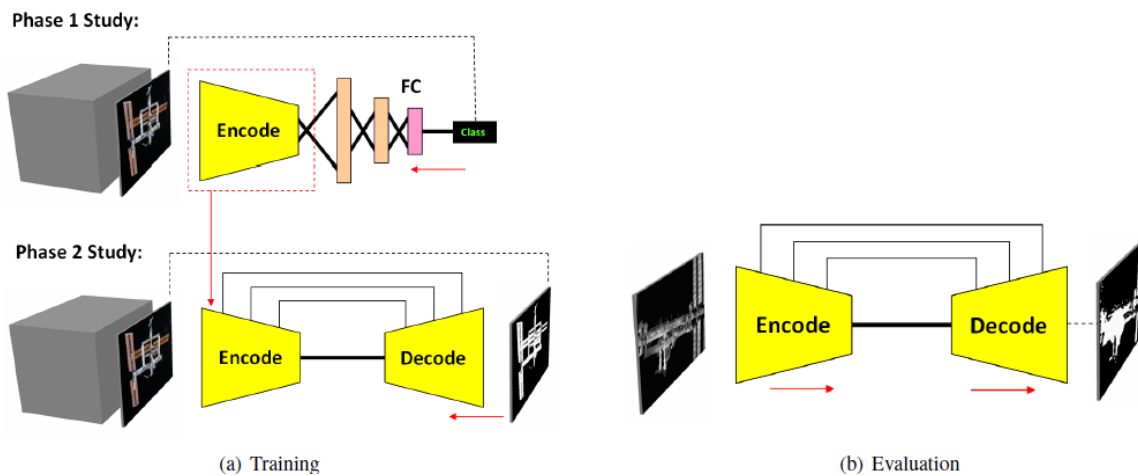 Phase 1 Study:
FC
Encode
Class
Phase 2 Study:
Encode
Decode
Encode
Decode
(a) Training
(b) Evaluation